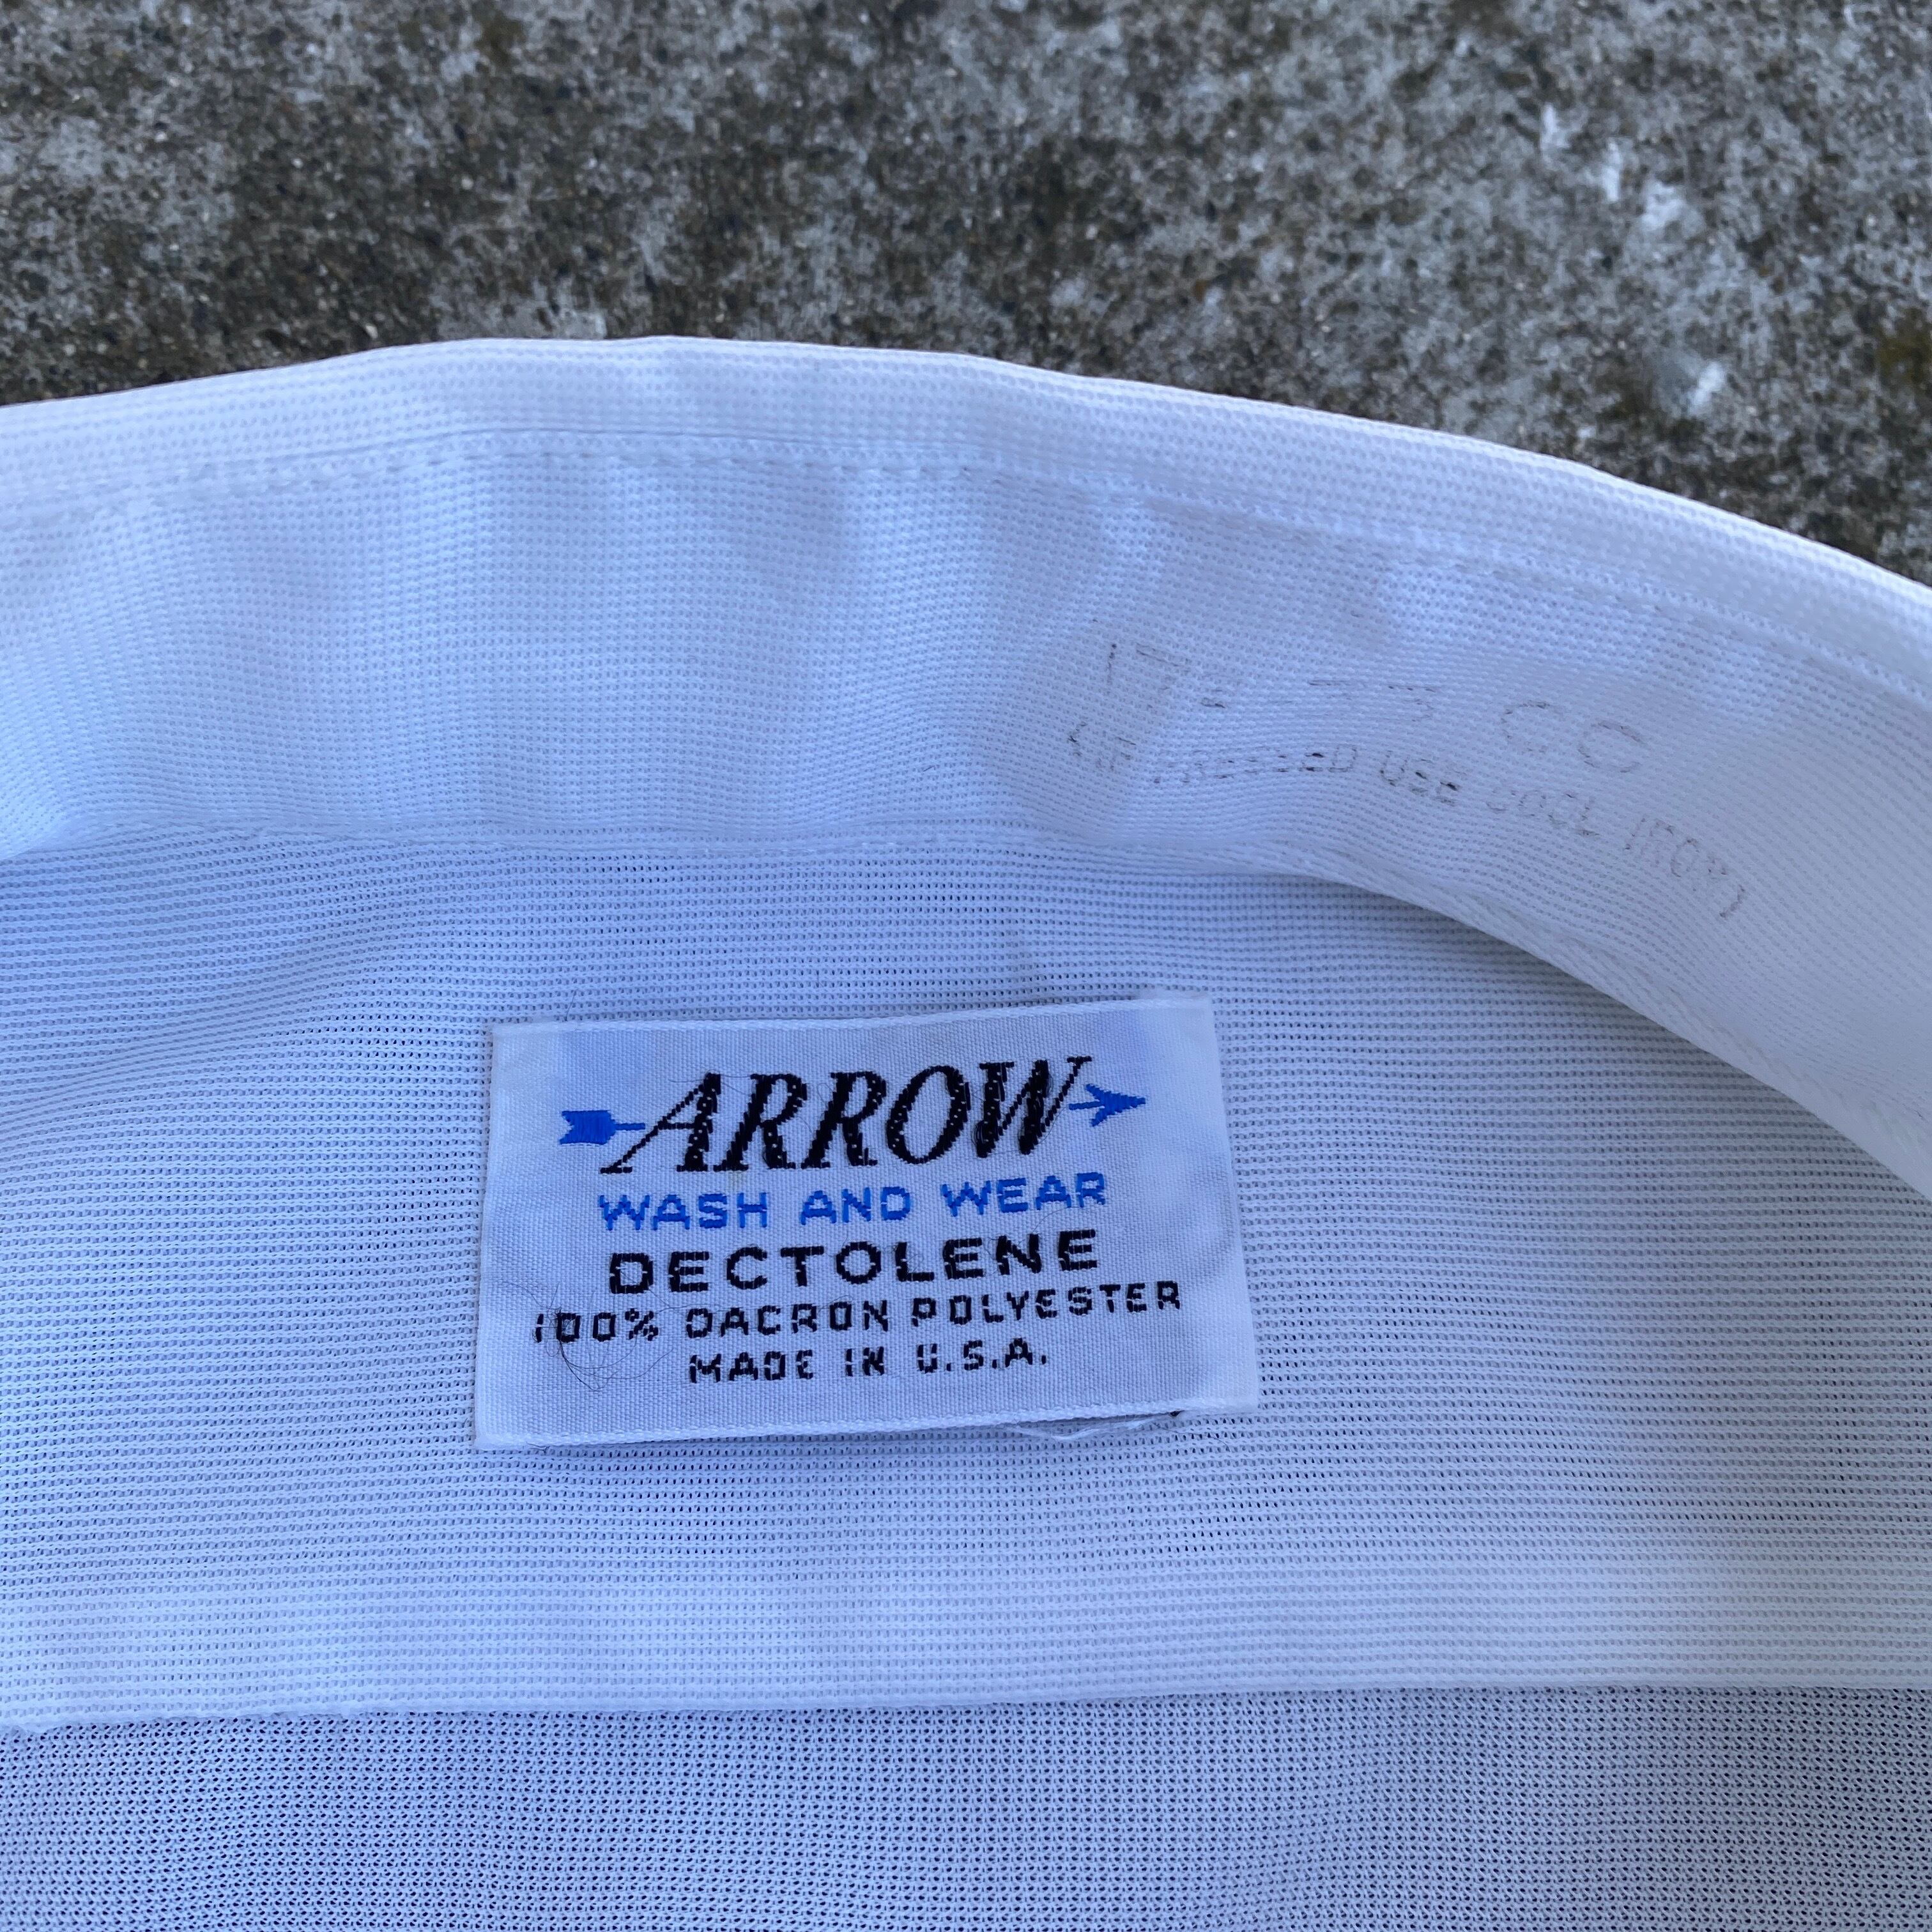 (IF PRESSED USE COOL IRON)
ARROW
WASH AND WEAR
DECTOLENE
100% DACRON POLYESTER
MADE IN U.S.A.